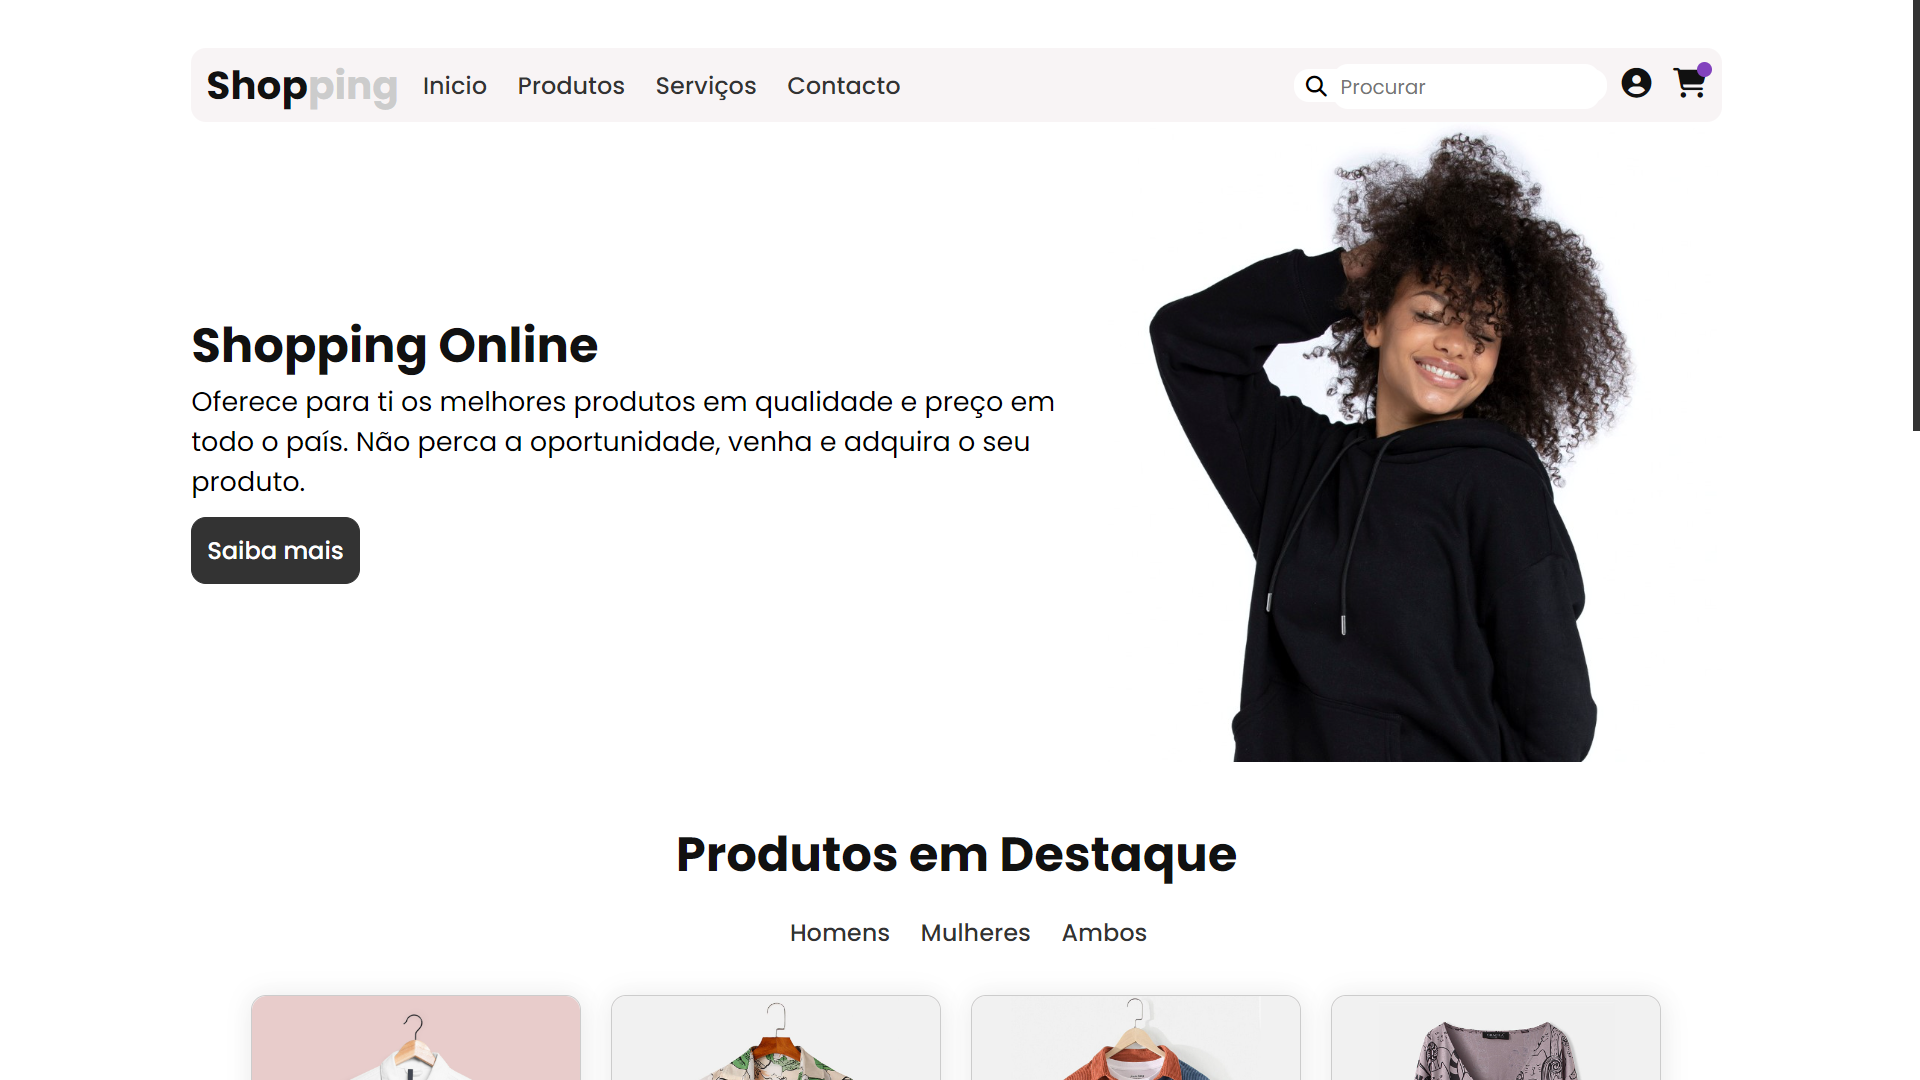 Shopping Inicio Produtos Serviços Contacto Procurar
Shopping Online
Oferece para ti os melhores produtos em qualidade e preço em
todo o país. Não perca a oportunidade, venha e adquira o seu
produto.
Saiba mais
Produtos em Destaque
Homens Mulheres Ambos